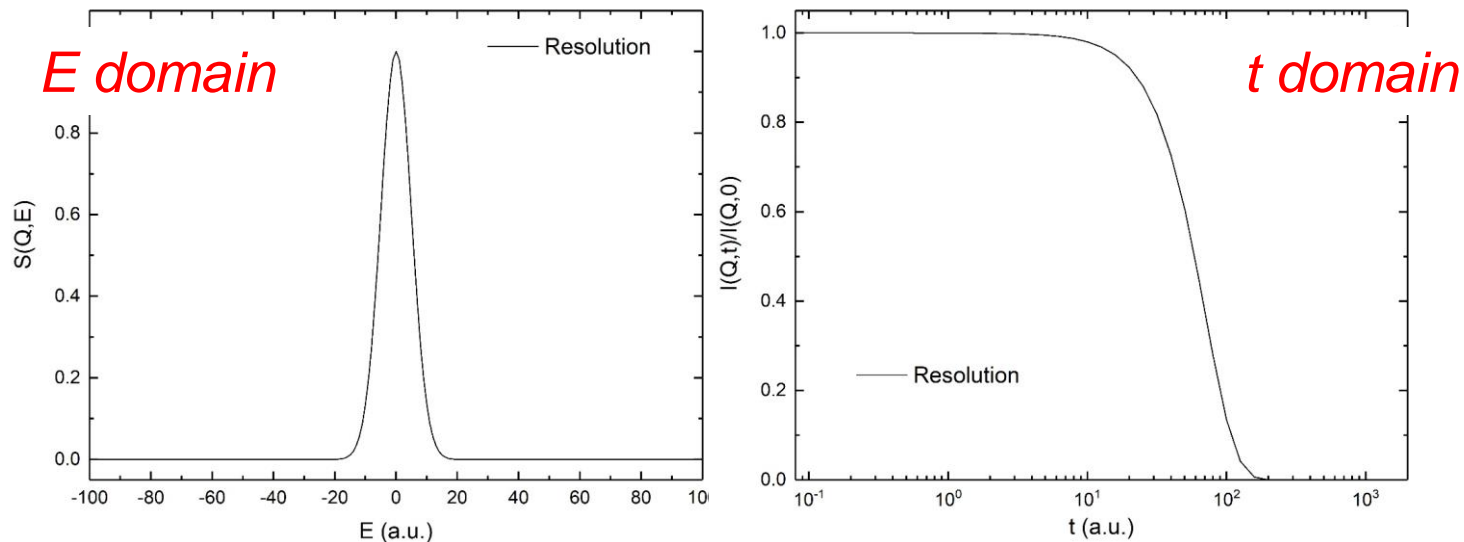 E domain
Resolution
S(Q,E)
0.8
0.6
0.4
0.2
0.0
-100 -80 -60 -40 -20 0 20 40 60 80 100
E (a.u.)
t domain
I(Q,t)/I(Q,0)
1.0
0.8
0.6
0.4
0.2
0.0
Resolution
10⁻¹ 10⁰ 10¹ 10² 10³
t (a.u.)